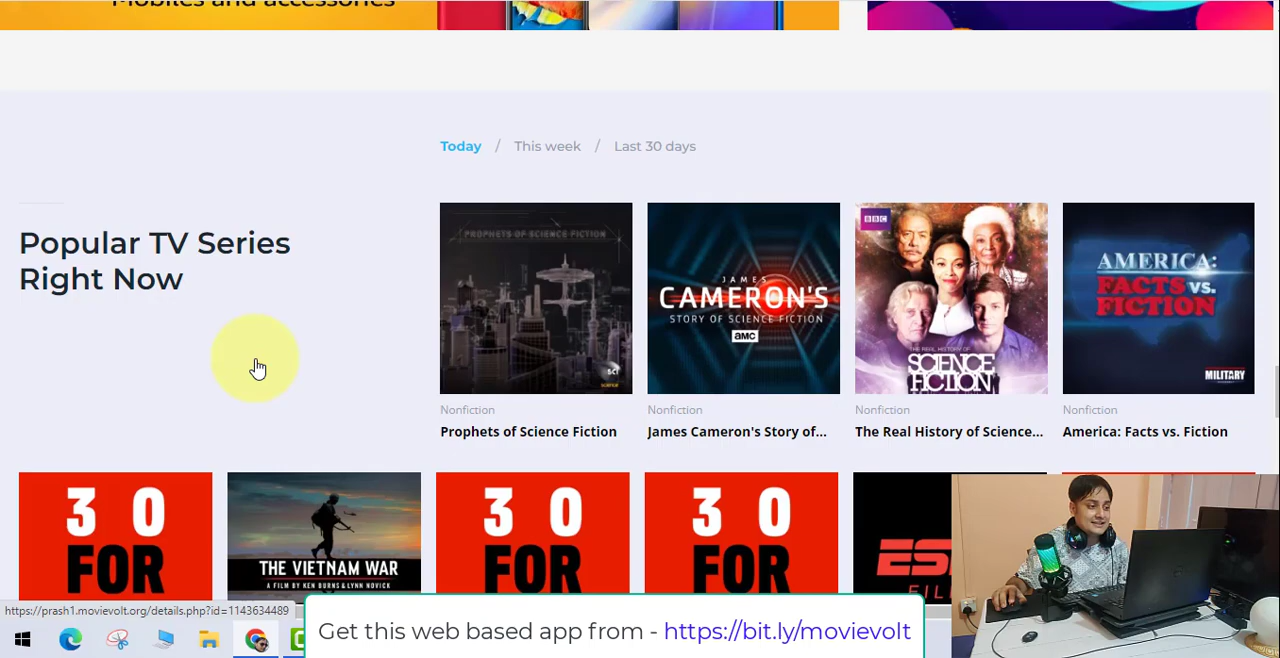 Mobiles and accessories
Today / This week / Last 30 days
Popular TV Series
Right Now
PROPHETS OF SCIENCE FICTION
SCI
SCIENCE
JAMES
CAMERON'S
STORY OF SCIENCE FICTION
amc
BBC
THE REAL HISTORY OF
SCIENCE
FICTION
AMERICA:
FACTS VS.
FICTION
MILITARY
Nonfiction
Prophets of Science Fiction
Nonfiction
James Cameron's Story of...
Nonfiction
The Real History of Science...
Nonfiction
America: Facts vs. Fiction
30
FOR
THE VIETNAM WAR
A FILM BY KEN BURNS & LYNN NOVICK
30
FOR
30
FOR
ES
FIL
https://prash1.movievolt.org/details.php?id=1143634489
Get this web based app from - https://bit.ly/movievolt